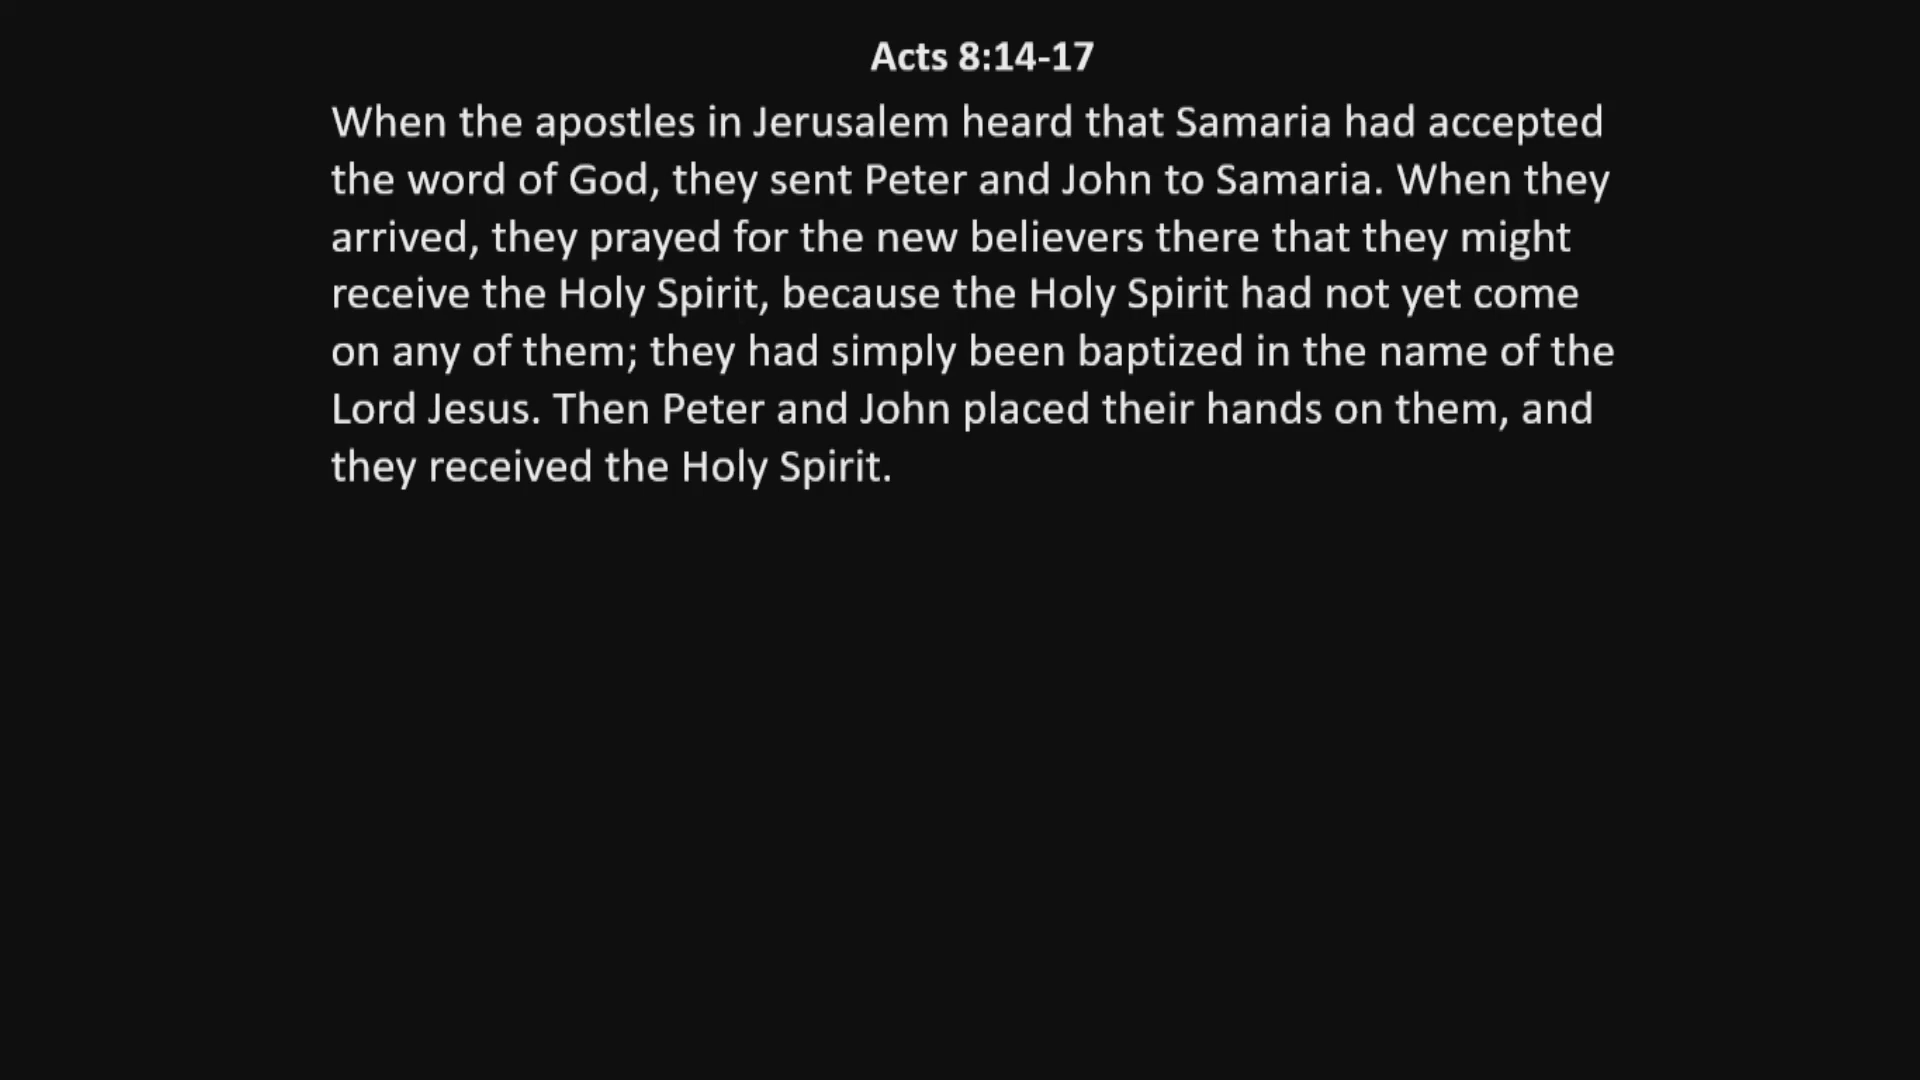 Acts 8:14-17
When the apostles in Jerusalem heard that Samaria had accepted
the word of God, they sent Peter and John to Samaria. When they
arrived, they prayed for the new believers there that they might
receive the Holy Spirit, because the Holy Spirit had not yet come
on any of them; they had simply been baptized in the name of the
Lord Jesus. Then Peter and John placed their hands on them, and
they received the Holy Spirit.